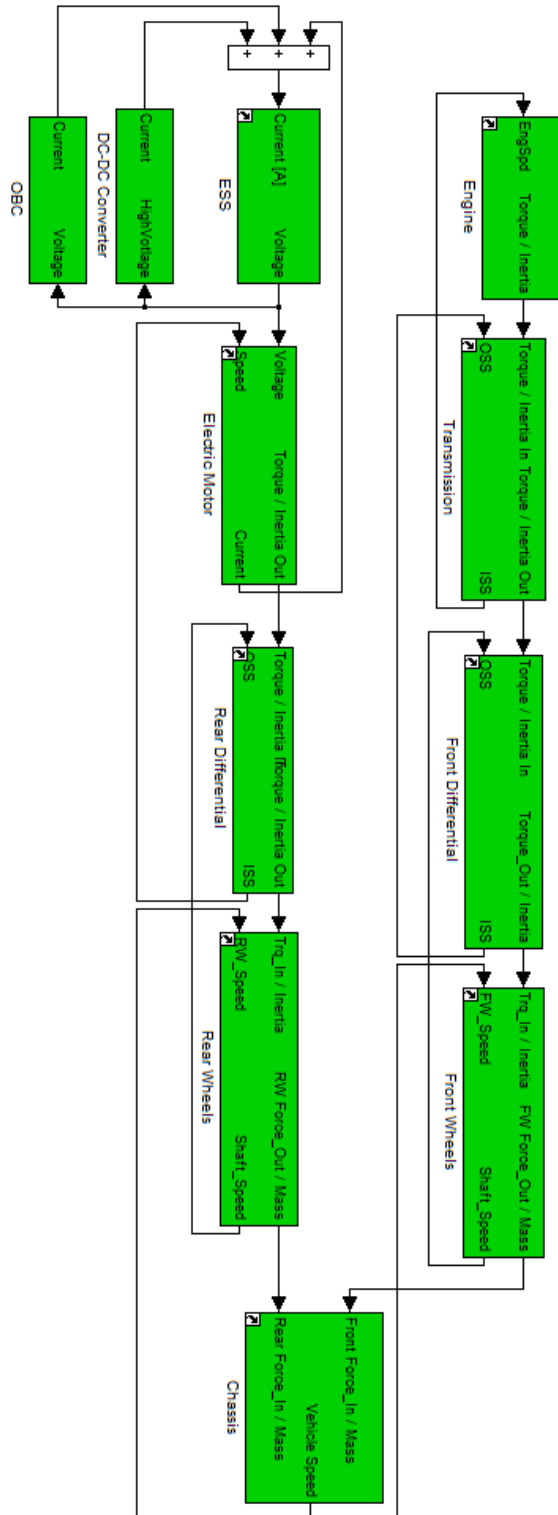 EngSpd
Torque / Inertia
Engine
Torque / Inertia In
Torque / Inertia Out
OSS
ISS
Transmission
Torque / Inertia In
Torque_Out / Inertia
OSS
ISS
Front Differential
Trq_In / Inertia
FW Force_Out / Mass
FW_Speed
Shaft_Speed
Front Wheels
+
+
+
Current [A]
Voltage
ESS
Current
HighVotlage
DC-DC Converter
Current
Voltage
OBC
Voltage
Torque / Inertia Out
Speed
Current
Electric Motor
Torque / Inertia
Torque / Inertia Out
OSS
ISS
Rear Differential
Trq_In / Inertia
RW Force_Out / Mass
RW_Speed
Shaft_Speed
Rear Wheels
Front Force_In / Mass
Vehicle Speed
Rear Force_In / Mass
Chassis